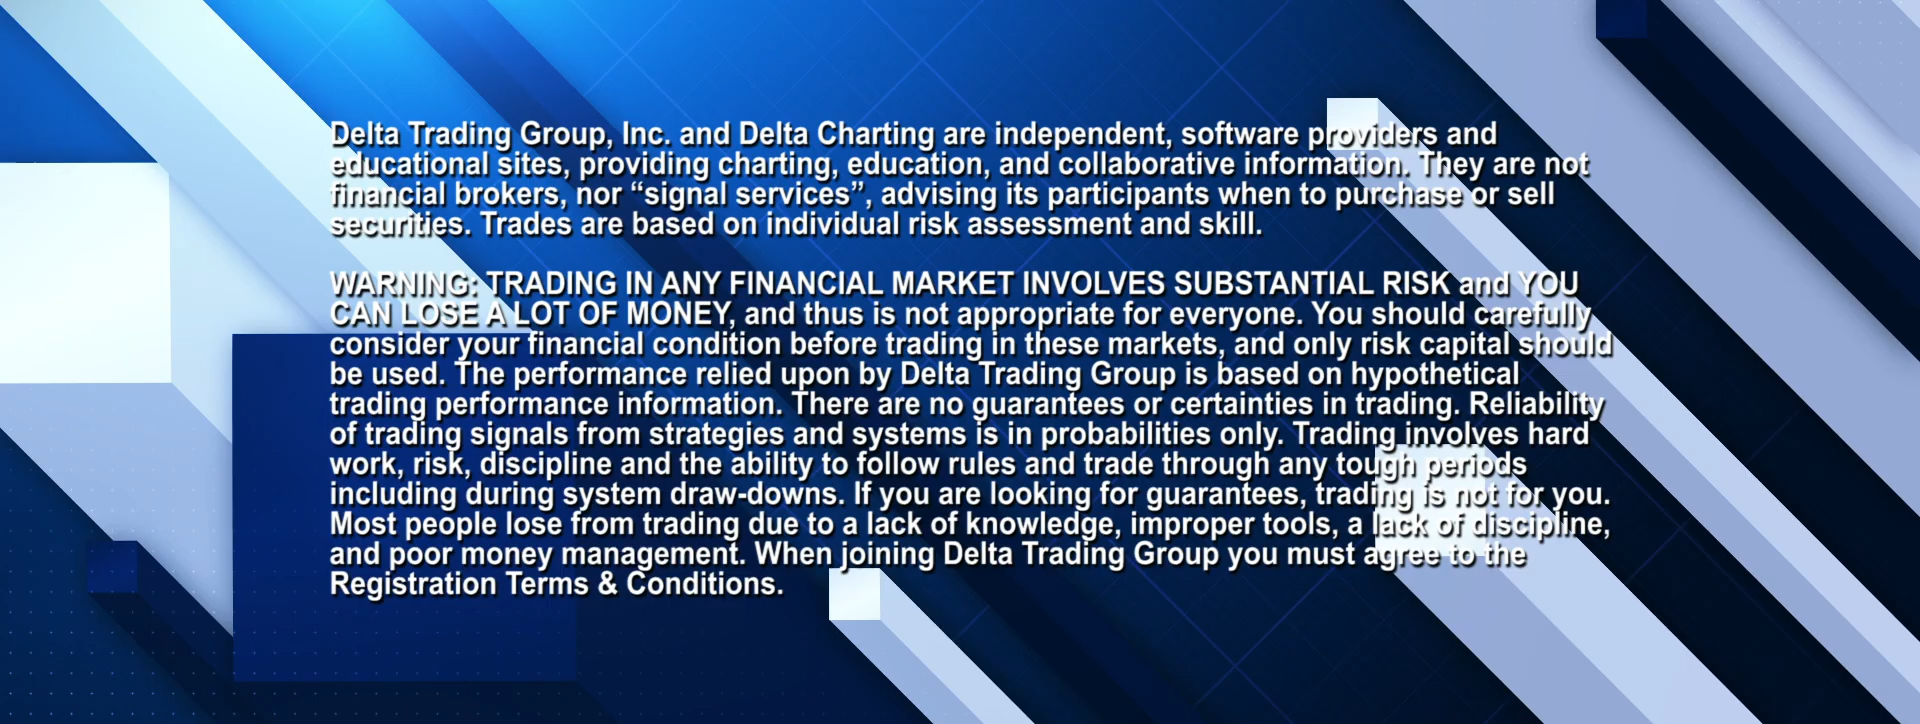 Delta Trading Group, Inc. and Delta Charting are independent, software providers and
educational sites, providing charting, education, and collaborative information. They are not
financial brokers, nor “signal services”, advising its participants when to purchase or sell
securities. Trades are based on individual risk assessment and skill.
WARNING: TRADING IN ANY FINANCIAL MARKET INVOLVES SUBSTANTIAL RISK and YOU
CAN LOSE A LOT OF MONEY, and thus is not appropriate for everyone. You should carefully
consider your financial condition before trading in these markets, and only risk capital should
be used. The performance relied upon by Delta Trading Group is based on hypothetical
trading performance information. There are no guarantees or certainties in trading. Reliability
of trading signals from strategies and systems is in probabilities only. Trading involves hard
work, risk, discipline and the ability to follow rules and trade through any tough periods
including during system draw-downs. If you are looking for guarantees, trading is not for you.
Most people lose from trading due to a lack of knowledge, improper tools, a lack of discipline,
and poor money management. When joining Delta Trading Group you must agree to the
Registration Terms & Conditions.